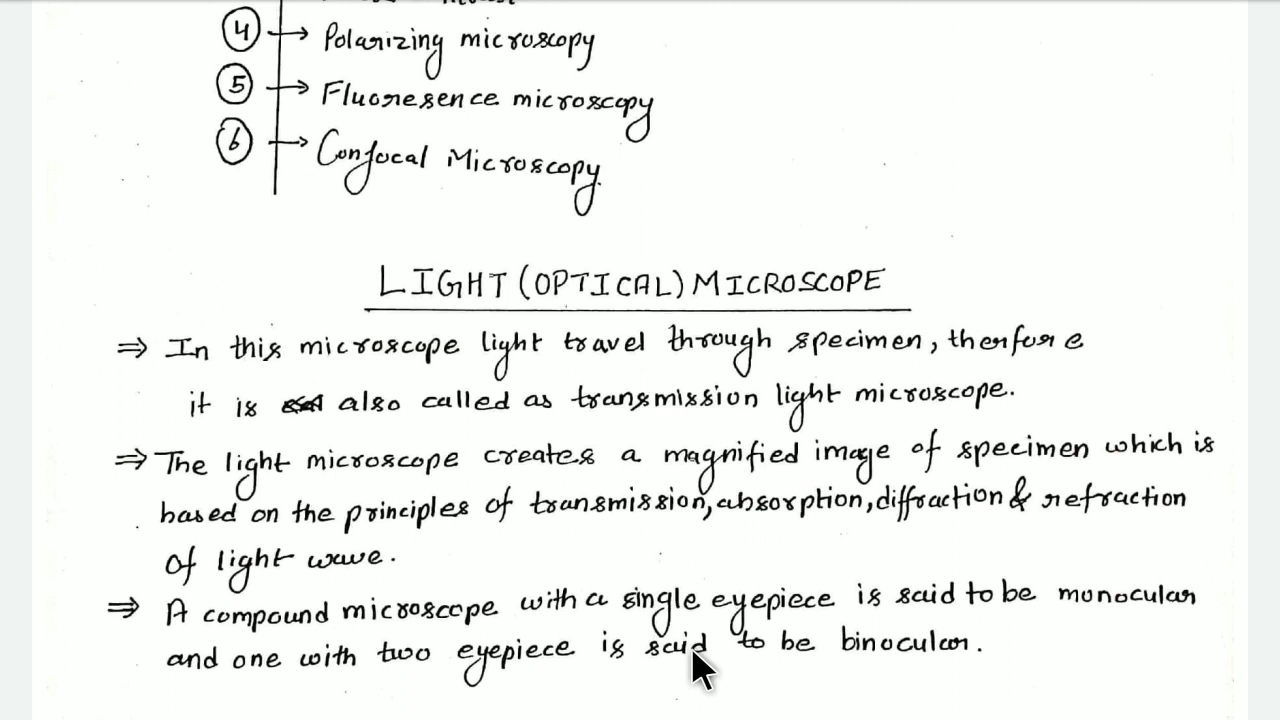 ④ → Polarizing microscopy
⑤ → Fluoresence microscopy
⑥ → Confocal Microscopy.
LIGHT (OPTICAL) MICROSCOPE
⇒ In this microscope light travel through specimen, therfore
it is also called as transmission light microscope.
⇒ The light microscope creates a magnified image of specimen which is
based on the principles of transmission, absorption, diffraction & refraction
of light wave.
⇒ A compound microscope with a single eyepiece is said to be monocular
and one with two eyepiece is said to be binocular.